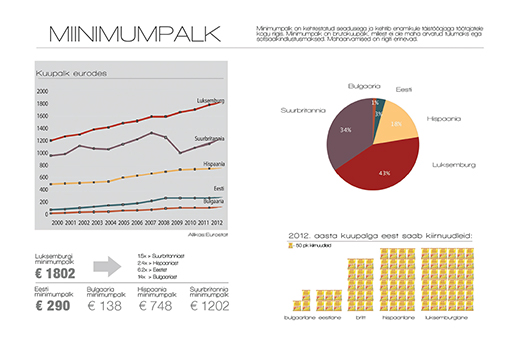 MIINIMUMPALK
Miinimumpalk on kehtestatud seadusega ja kehtib enamikule täistööajaga töötajatele
kogu riigis. Miinimumpalk on brutopalk, millest ei ole maha arvatud tulumaks ega
sotsiaalkindlustusmaksed. Mahaarvamised on riigiti erinevad.
Kuupalk eurodes
2000
1800
1600
1400
1200
1000
800
600
400
200
0
Luksemburg
Suurbritannia
Hispaania
Eesti
Bulgaaria
2000 2001 2002 2003 2004 2005 2006 2007 2008 2009 2010 2011 2012
Allikas: Eurostat
Bulgaaria
Eesti
Hispaania
Luksemburg
Suurbritannia
1%
34%
43%
Luksemburgi
miinimumpalk
€ 1802
1.5x > Suurbritanniast
2.4x > Hispaaniast
6.2x > Eestist
14x > Bulgaariast
Eesti
miinimumpalk
€ 290
Bulgaaria
miinimumpalk
€ 138
Hispaania
miinimumpalk
€ 748
Suurbritannia
miinimumpalk
€ 1202
2012. aasta kuupalga eest saab kiirnuudleid:
50 pk kiirnuudleid
bulgaarlane eestlane britt hispaanlane luksemburglane